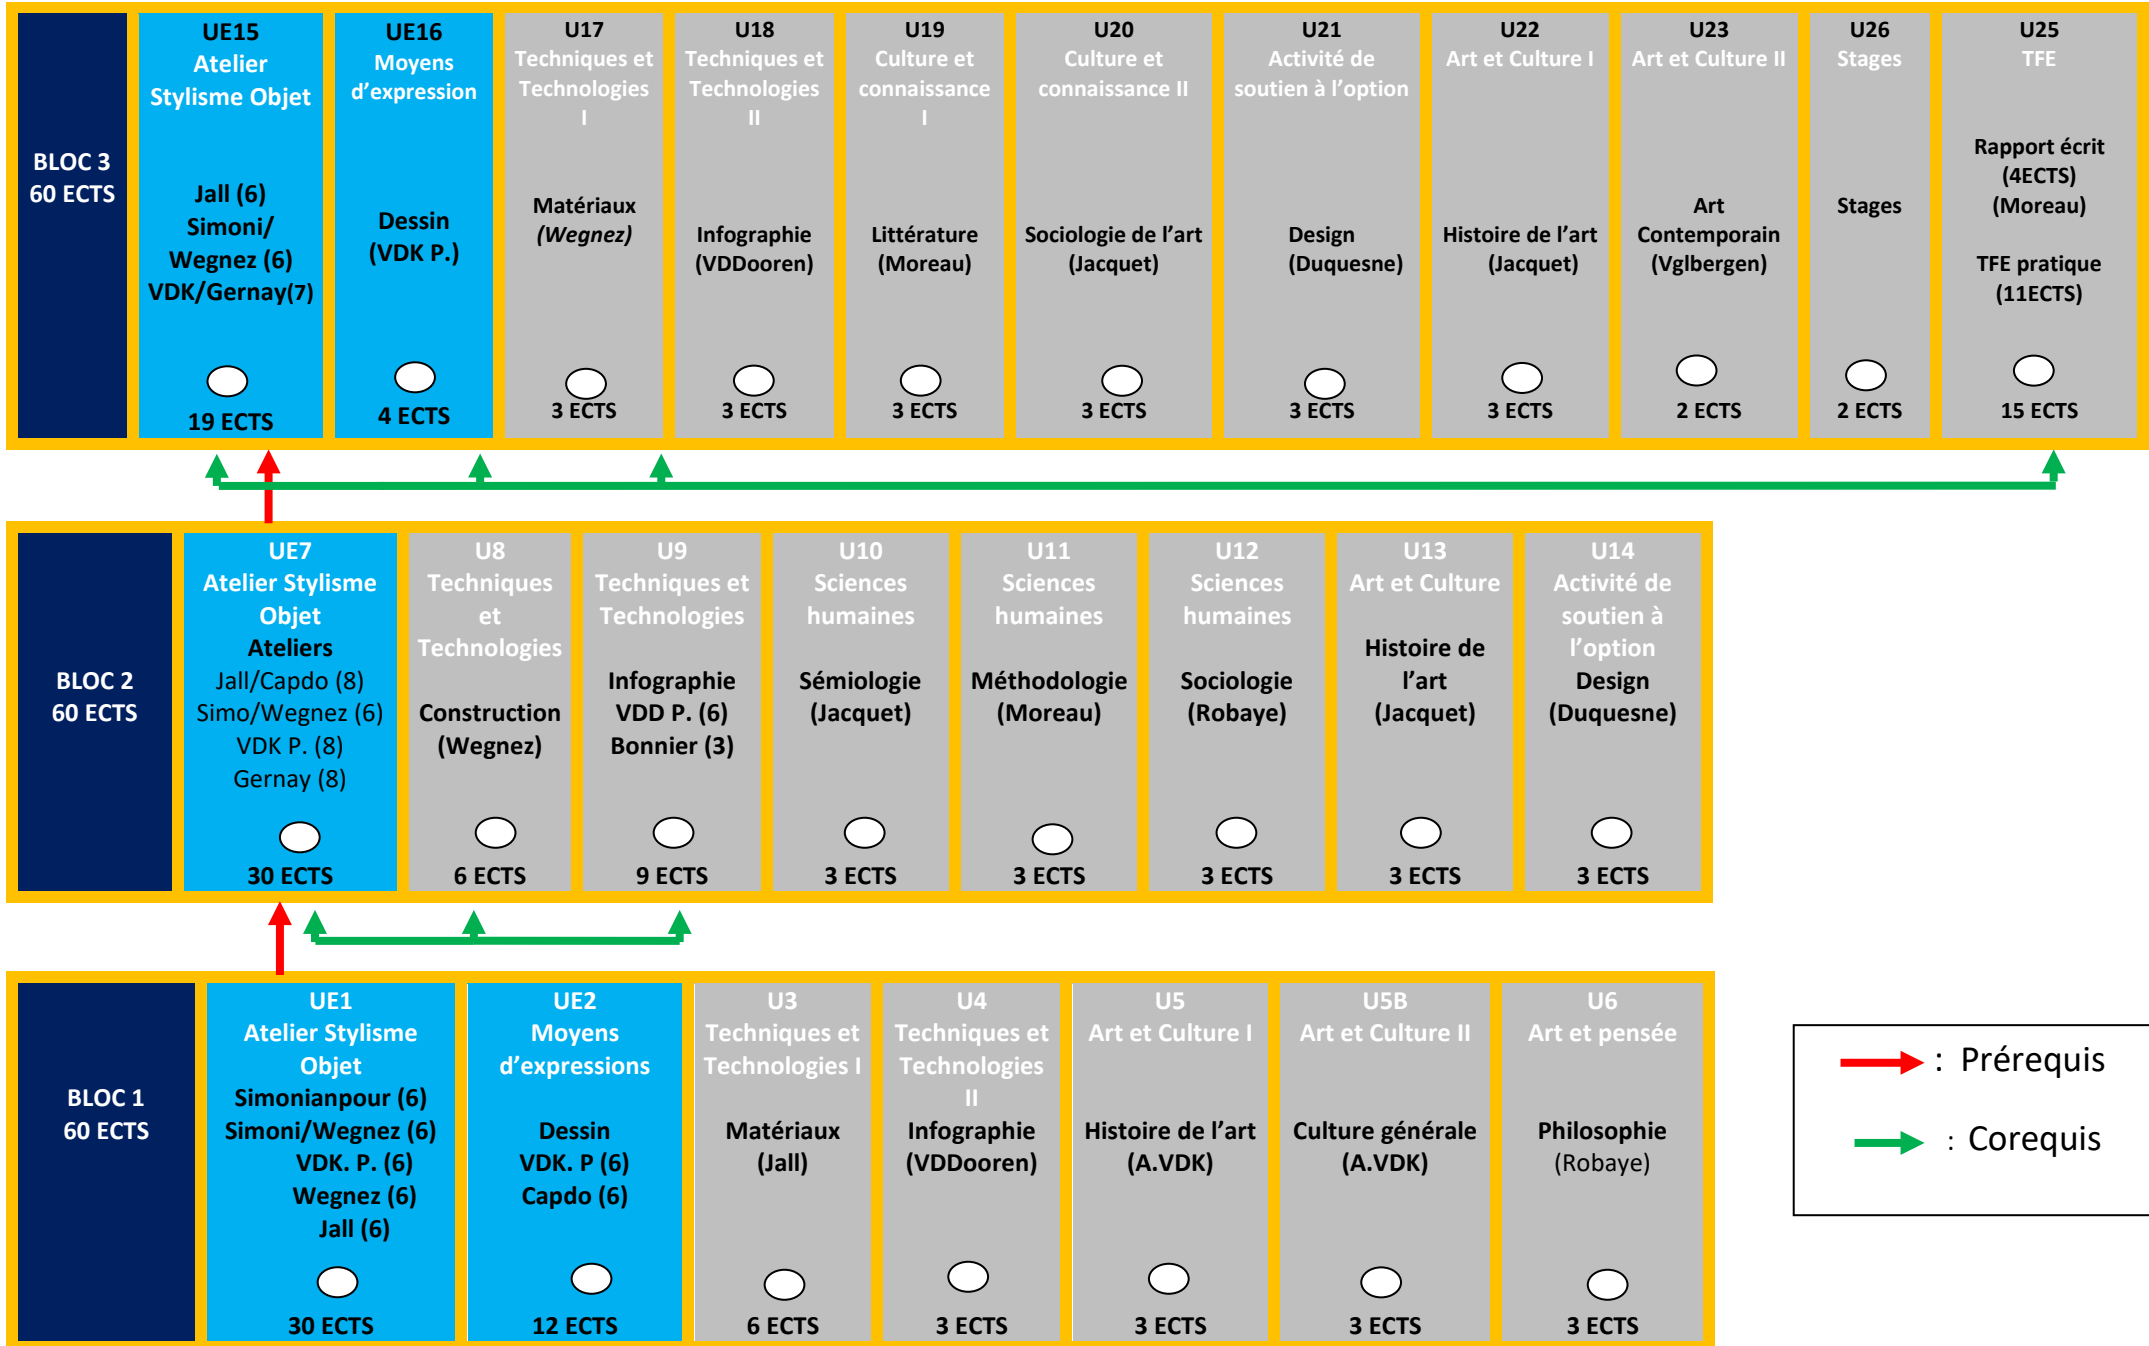 BLOC 3
60 ECTS
UE15
Atelier
Stylisme Objet
Jall (6)
Simoni/
Wegnez (6)
VDK/Gernay(7)
19 ECTS
UE16
Moyens
d’expression
Dessin
(VDK P.)
4 ECTS
U17
Techniques et
Technologies
I
Matériaux
(Wegnez)
3 ECTS
U18
Techniques et
Technologies
II
Infographie
(VDDooren)
3 ECTS
U19
Culture et
connaissance
I
Littérature
(Moreau)
3 ECTS
U20
Culture et
connaissance II
Sociologie de l’art
(Jacquet)
3 ECTS
U21
Activité de
soutien à l’option
Design
(Duquesne)
3 ECTS
U22
Art et Culture I
Histoire de l’art
(Jacquet)
3 ECTS
U23
Art et Culture II
Art
Contemporain
(Vglbergen)
2 ECTS
U26
Stages
Stages
2 ECTS
U25
TFE
Rapport écrit
(4ECTS)
(Moreau)
TFE pratique
(11ECTS)
15 ECTS
BLOC 2
60 ECTS
UE7
Atelier Stylisme
Objet
Ateliers
Jall/Capdo (8)
Simo/Wegnez (6)
VDK P. (8)
Gernay (8)
30 ECTS
U8
Techniques
et
Technologies
Construction
(Wegnez)
6 ECTS
U9
Techniques et
Technologies
Infographie
VDD P. (6)
Bonnier (3)
9 ECTS
U10
Sciences
humaines
Sémiologie
(Jacquet)
3 ECTS
U11
Sciences
humaines
Méthodologie
(Moreau)
3 ECTS
U12
Sciences
humaines
Sociologie
(Robaye)
3 ECTS
U13
Art et Culture
Histoire de
l’art
(Jacquet)
3 ECTS
U14
Activité de
soutien à
l’option
Design
(Duquesne)
3 ECTS
BLOC 1
60 ECTS
UE1
Atelier Stylisme
Objet
Simonianpour (6)
Simoni/Wegnez (6)
VDK. P. (6)
Wegnez (6)
Jall (6)
30 ECTS
UE2
Moyens
d’expressions
Dessin
VDK. P (6)
Capdo (6)
12 ECTS
U3
Techniques et
Technologies I
Matériaux
(Jall)
6 ECTS
U4
Techniques et
Technologies
II
Infographie
(VDDooren)
3 ECTS
U5
Art et Culture I
Histoire de l’art
(A.VDK)
3 ECTS
U5B
Art et Culture II
Culture générale
(A.VDK)
3 ECTS
U6
Art et pensée
Philosophie
(Robaye)
3 ECTS
: Prérequis
: Corequis